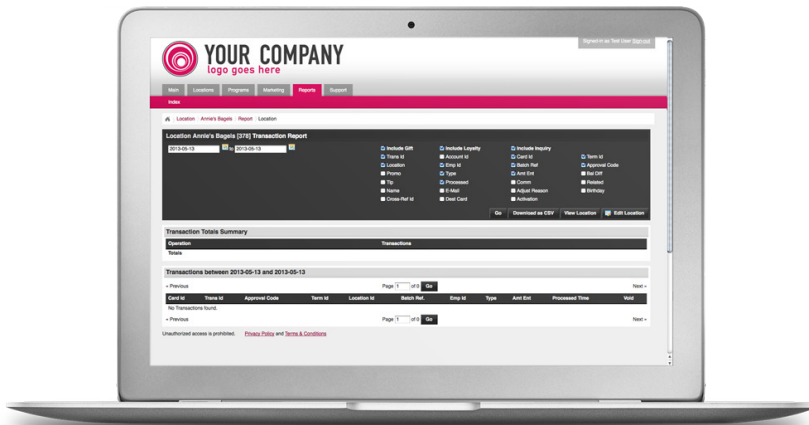 Signed-in as Test User Sign-out
YOUR COMPANY
logo goes here
Main Locations Programs Marketing Reports Support
Index
Location Annie's Bagels Report Location
Location Annie's Bagels [378] Transaction Report
2013-05-13 to 2013-05-13
Include Gift Include Loyalty Include Inquiry
Trans Id Account Id Card Id Term Id
Location Emp Id Batch Ref Approval Code
Promo Type Amt Ent Bal Diff
Tip Processed Comm Related
Name E-Mail Adjust Reason Birthday
Cross-Ref Id Dest Card Activation
Go Download as CSV View Location Edit Location
Transaction Totals Summary
Operation Transactions
Totals
Transactions between 2013-05-13 and 2013-05-13
« Previous Page 1 of 0 Go Next »
Card Id Trans Id Approval Code Term Id Location Id Batch Ref. Emp Id Type Amt Ent Processed Time Void
No Transactions found.
« Previous Page 1 of 0 Go Next »
Unauthorized access is prohibited. Privacy Policy and Terms & Conditions